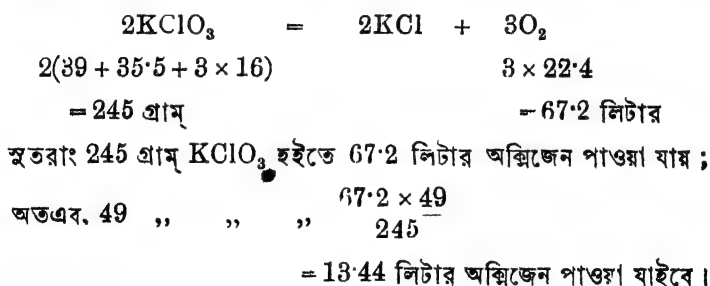 2KClO₃ = 2KCl + 3O₂
2(39 + 35·5 + 3 × 16) 3 × 22·4
= 245 গ্রাম্ = 67·2 লিটার
সুতরাং 245 গ্রাম্ KClO₃ হইতে 67·2 লিটার অক্সিজেন পাওয়া যায় ;
অতএব, 49 ,, ,, ,, 67·2 × 49
245
= 13·44 লিটার অক্সিজেন পাওয়া যাইবে।